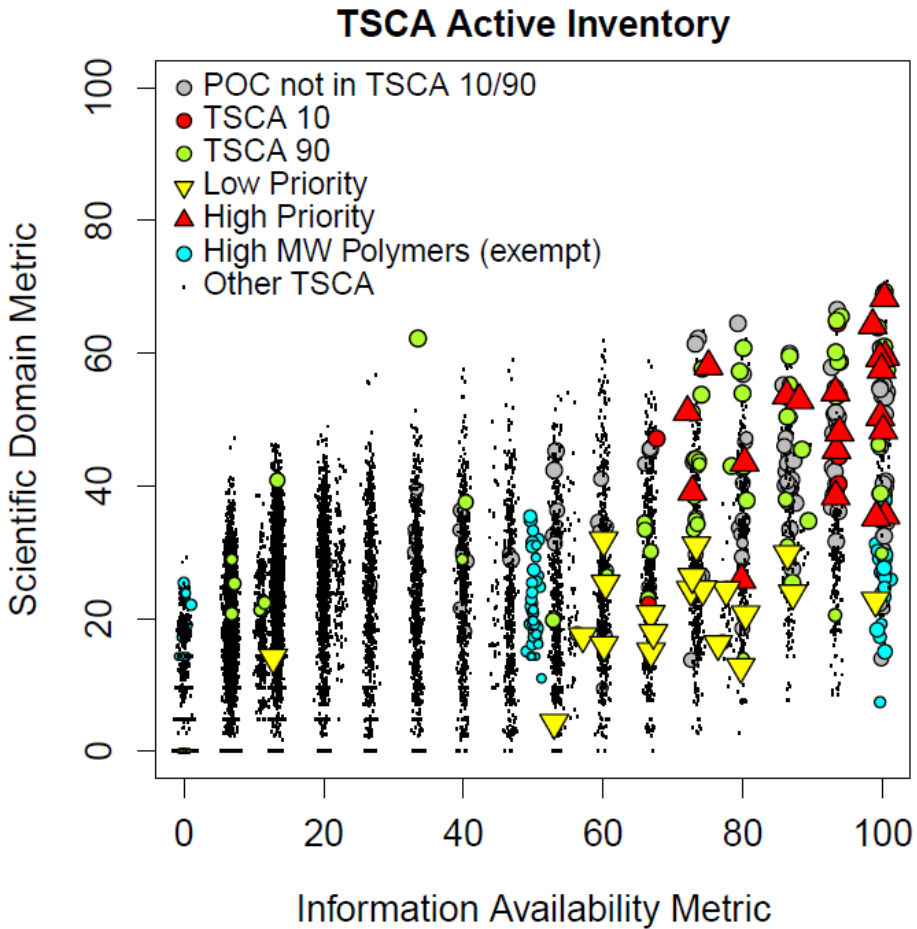 TSCA Active Inventory
100
80
60
40
20
0
Scientific Domain Metric
POC not in TSCA 10/90
TSCA 10
TSCA 90
Low Priority
High Priority
High MW Polymers (exempt)
Other TSCA
0 20 40 60 80 100
Information Availability Metric